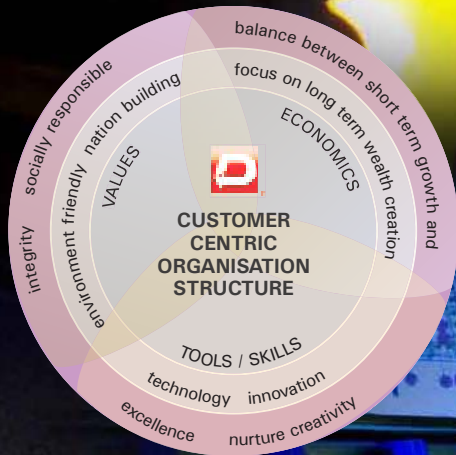 integrity socially responsible
balance between short term growth and
environment friendly nation building
focus on long term wealth creation
VALUES
ECONOMICS
CUSTOMER
CENTRIC
ORGANISATION
STRUCTURE
TOOLS / SKILLS
technology innovation
excellence nurture creativity